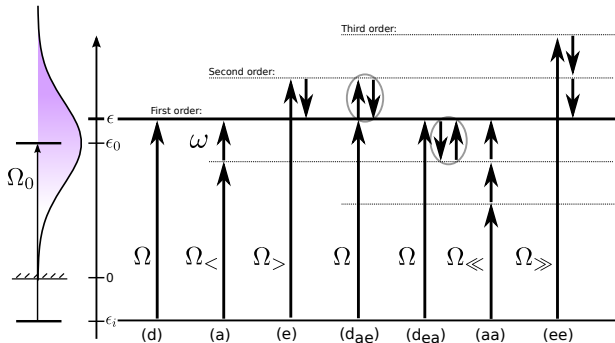 Third order:
Second order:
First order:
ϵ
ω
ϵ₀
Ω₀
Ω Ω< Ω> Ω Ω Ω≪ Ω≫
0
ϵᵢ
(d) (a) (e) (dae) (dea) (aa) (ee)